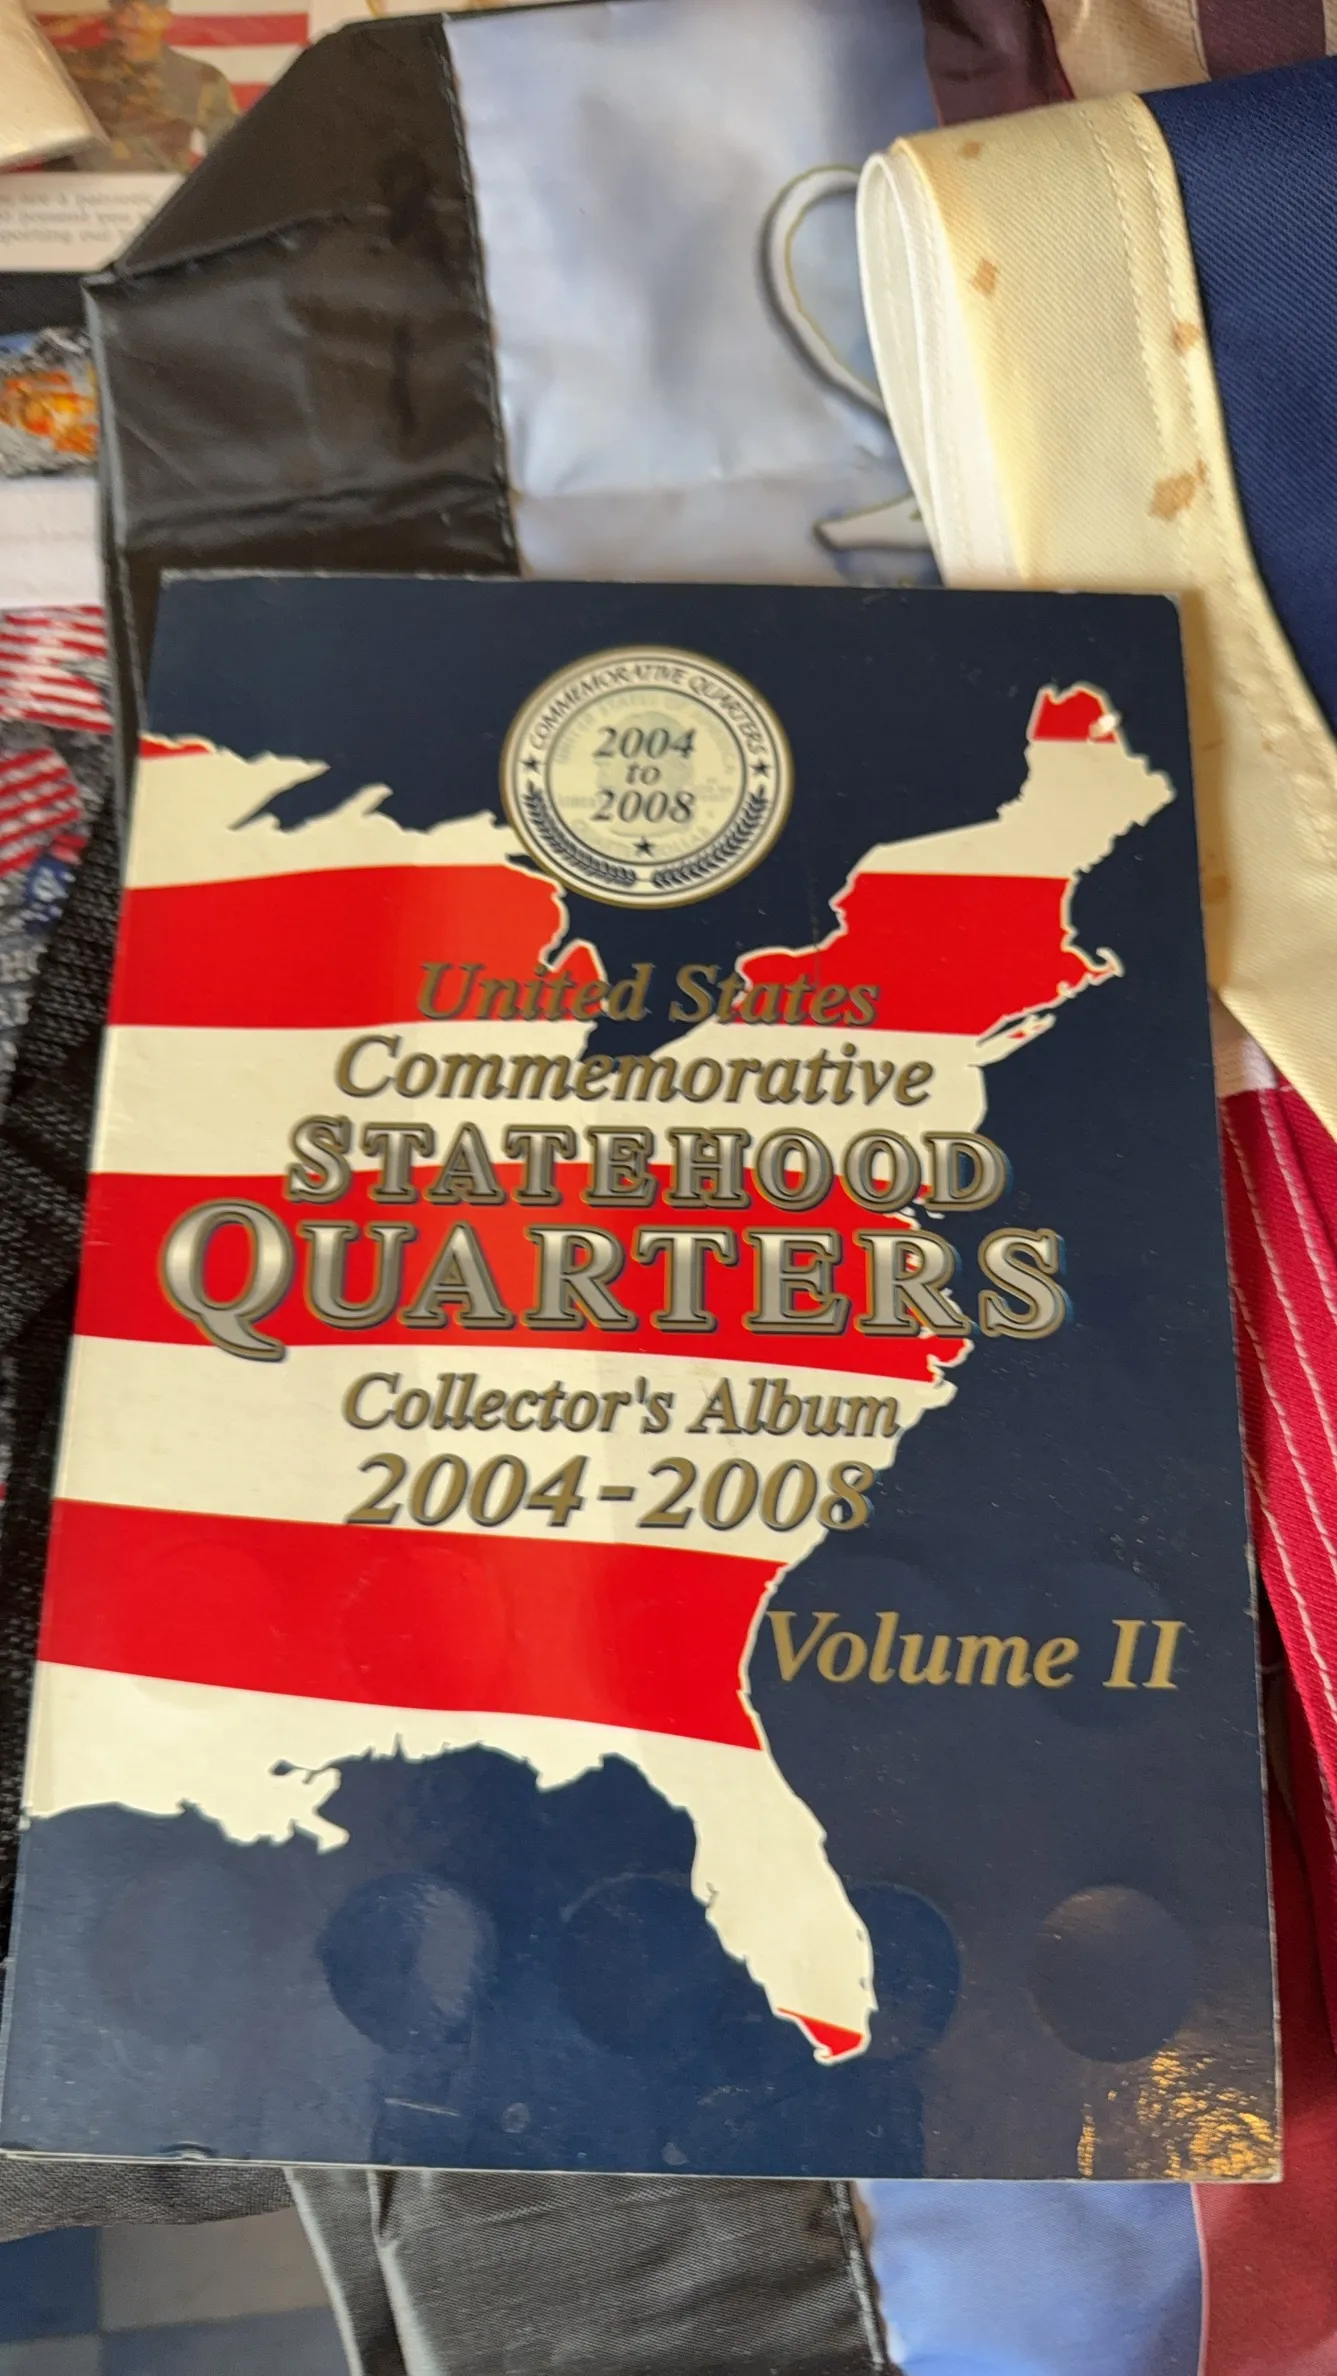 COMMEMORATIVE QUARTERS
2004
to
2008
United States
Commemorative
STATEHOOD
QUARTERS
Collector's Album
2004-2008
Volume II